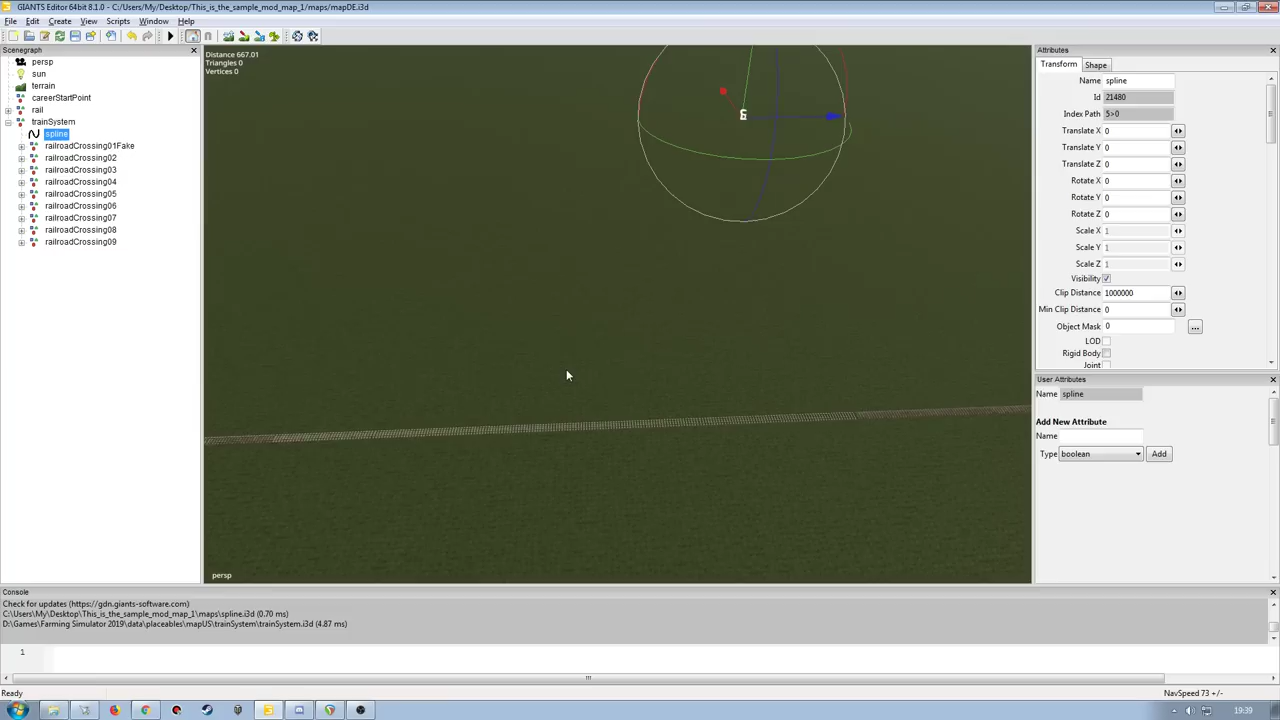 GIANTS Editor 64bit 8.1.0 - C:/Users/My/Desktop/This_is_the_sample_mod_map_1/maps/mapDE.i3d
File Edit Create View Scripts Window Help
Scenegraph
persp
sun
terrain
careerStartPoint
rail
trainSystem
spline
railroadCrossing01Fake
railroadCrossing02
railroadCrossing03
railroadCrossing04
railroadCrossing05
railroadCrossing06
railroadCrossing07
railroadCrossing08
railroadCrossing09
Distance 667.01
Triangles 0
Vertices 0
persp
Attributes
Transform Shape
Name spline
Id 21480
Index Path 5>0
Translate X 0
Translate Y 0
Translate Z 0
Rotate X 0
Rotate Y 0
Rotate Z 0
Scale X 1
Scale Y 1
Scale Z 1
Visibility
Clip Distance 1000000
Min Clip Distance 0
Object Mask 0 ...
LOD
Rigid Body
Joint
User Attributes
Name spline
Add New Attribute
Name
Type boolean Add
Console
Check for updates (https://gdn.giants-software.com)
C:\Users\My\Desktop\This_is_the_sample_mod_map_1\maps\spline.i3d (0.70 ms)
D:\Games\Farming Simulator 2019\data\placeables\mapUS\trainSystem\trainSystem.i3d (4.87 ms)
1
Ready
NavSpeed 73 +/-
19:39